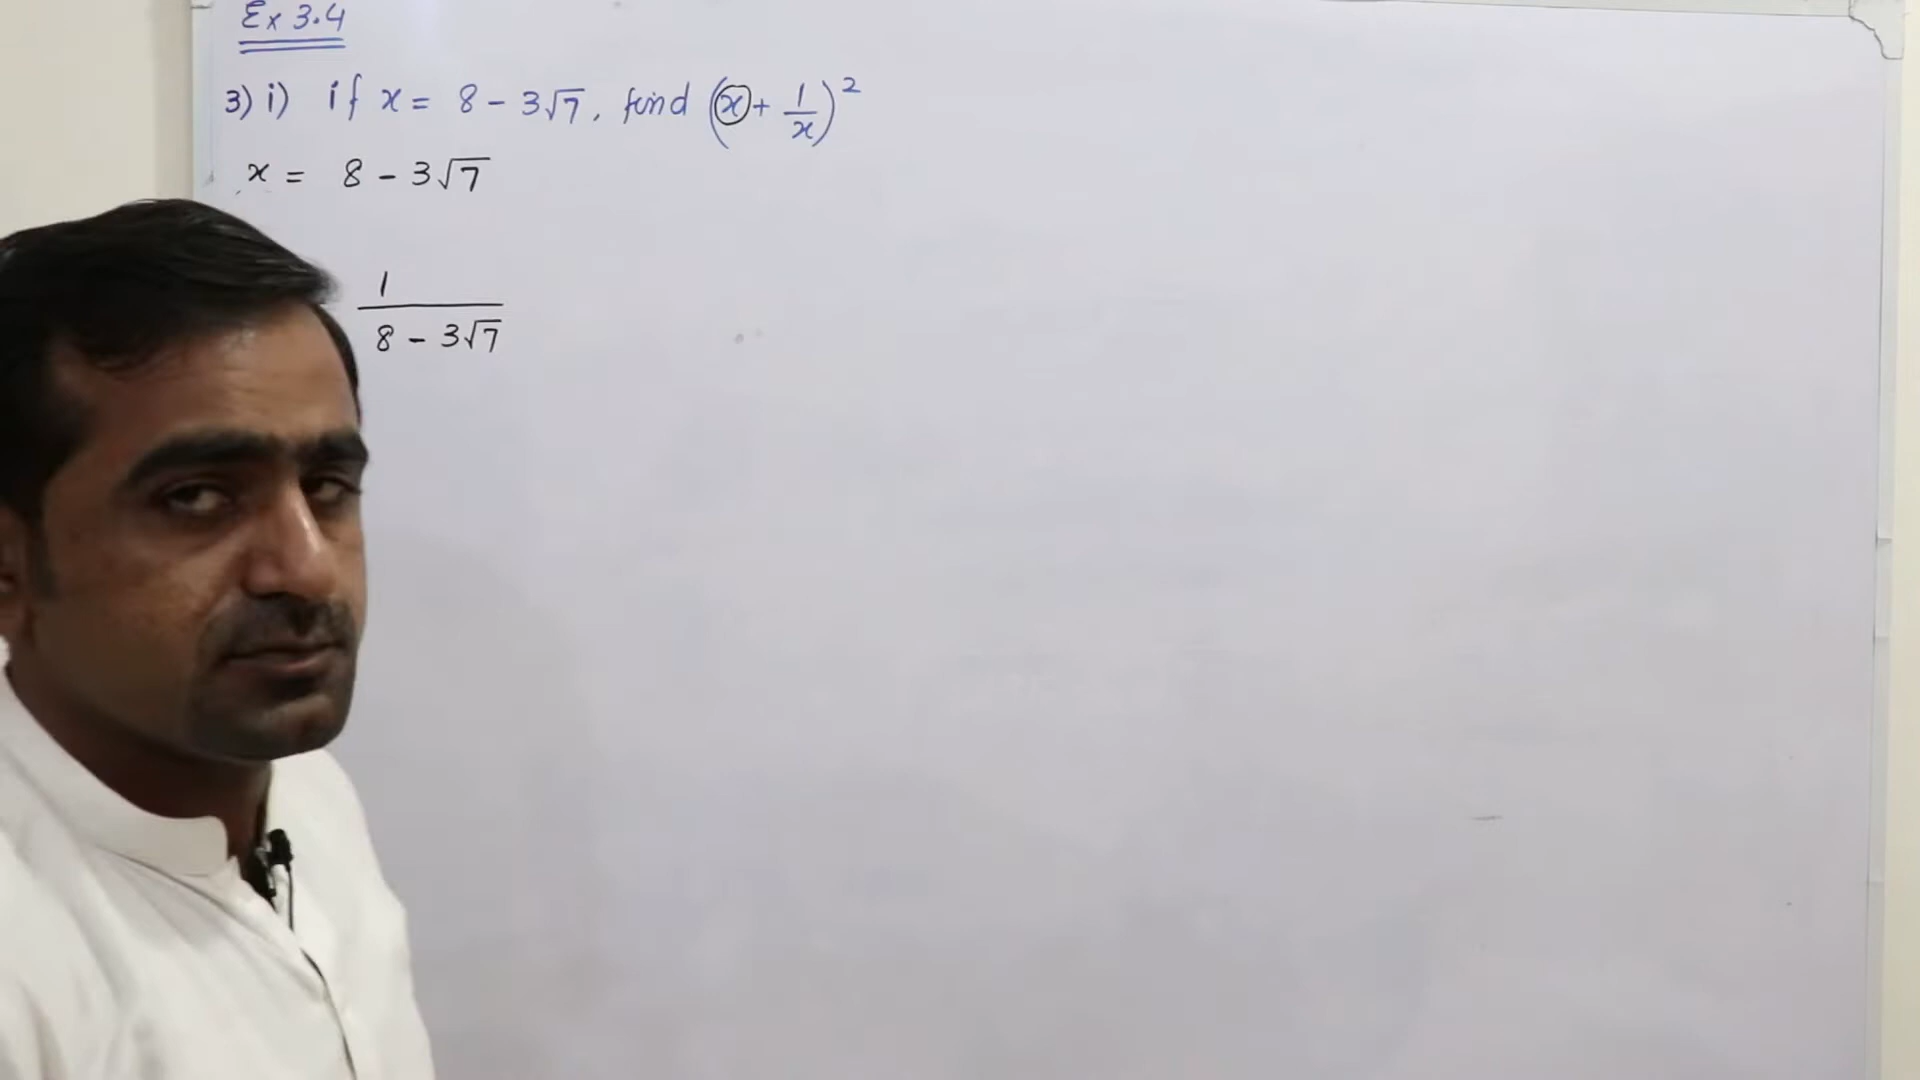 Ex 3.4
3) i) if x = 8 - 3√7, find (x + 1/x)²
x = 8 - 3√7
1
8 - 3√7